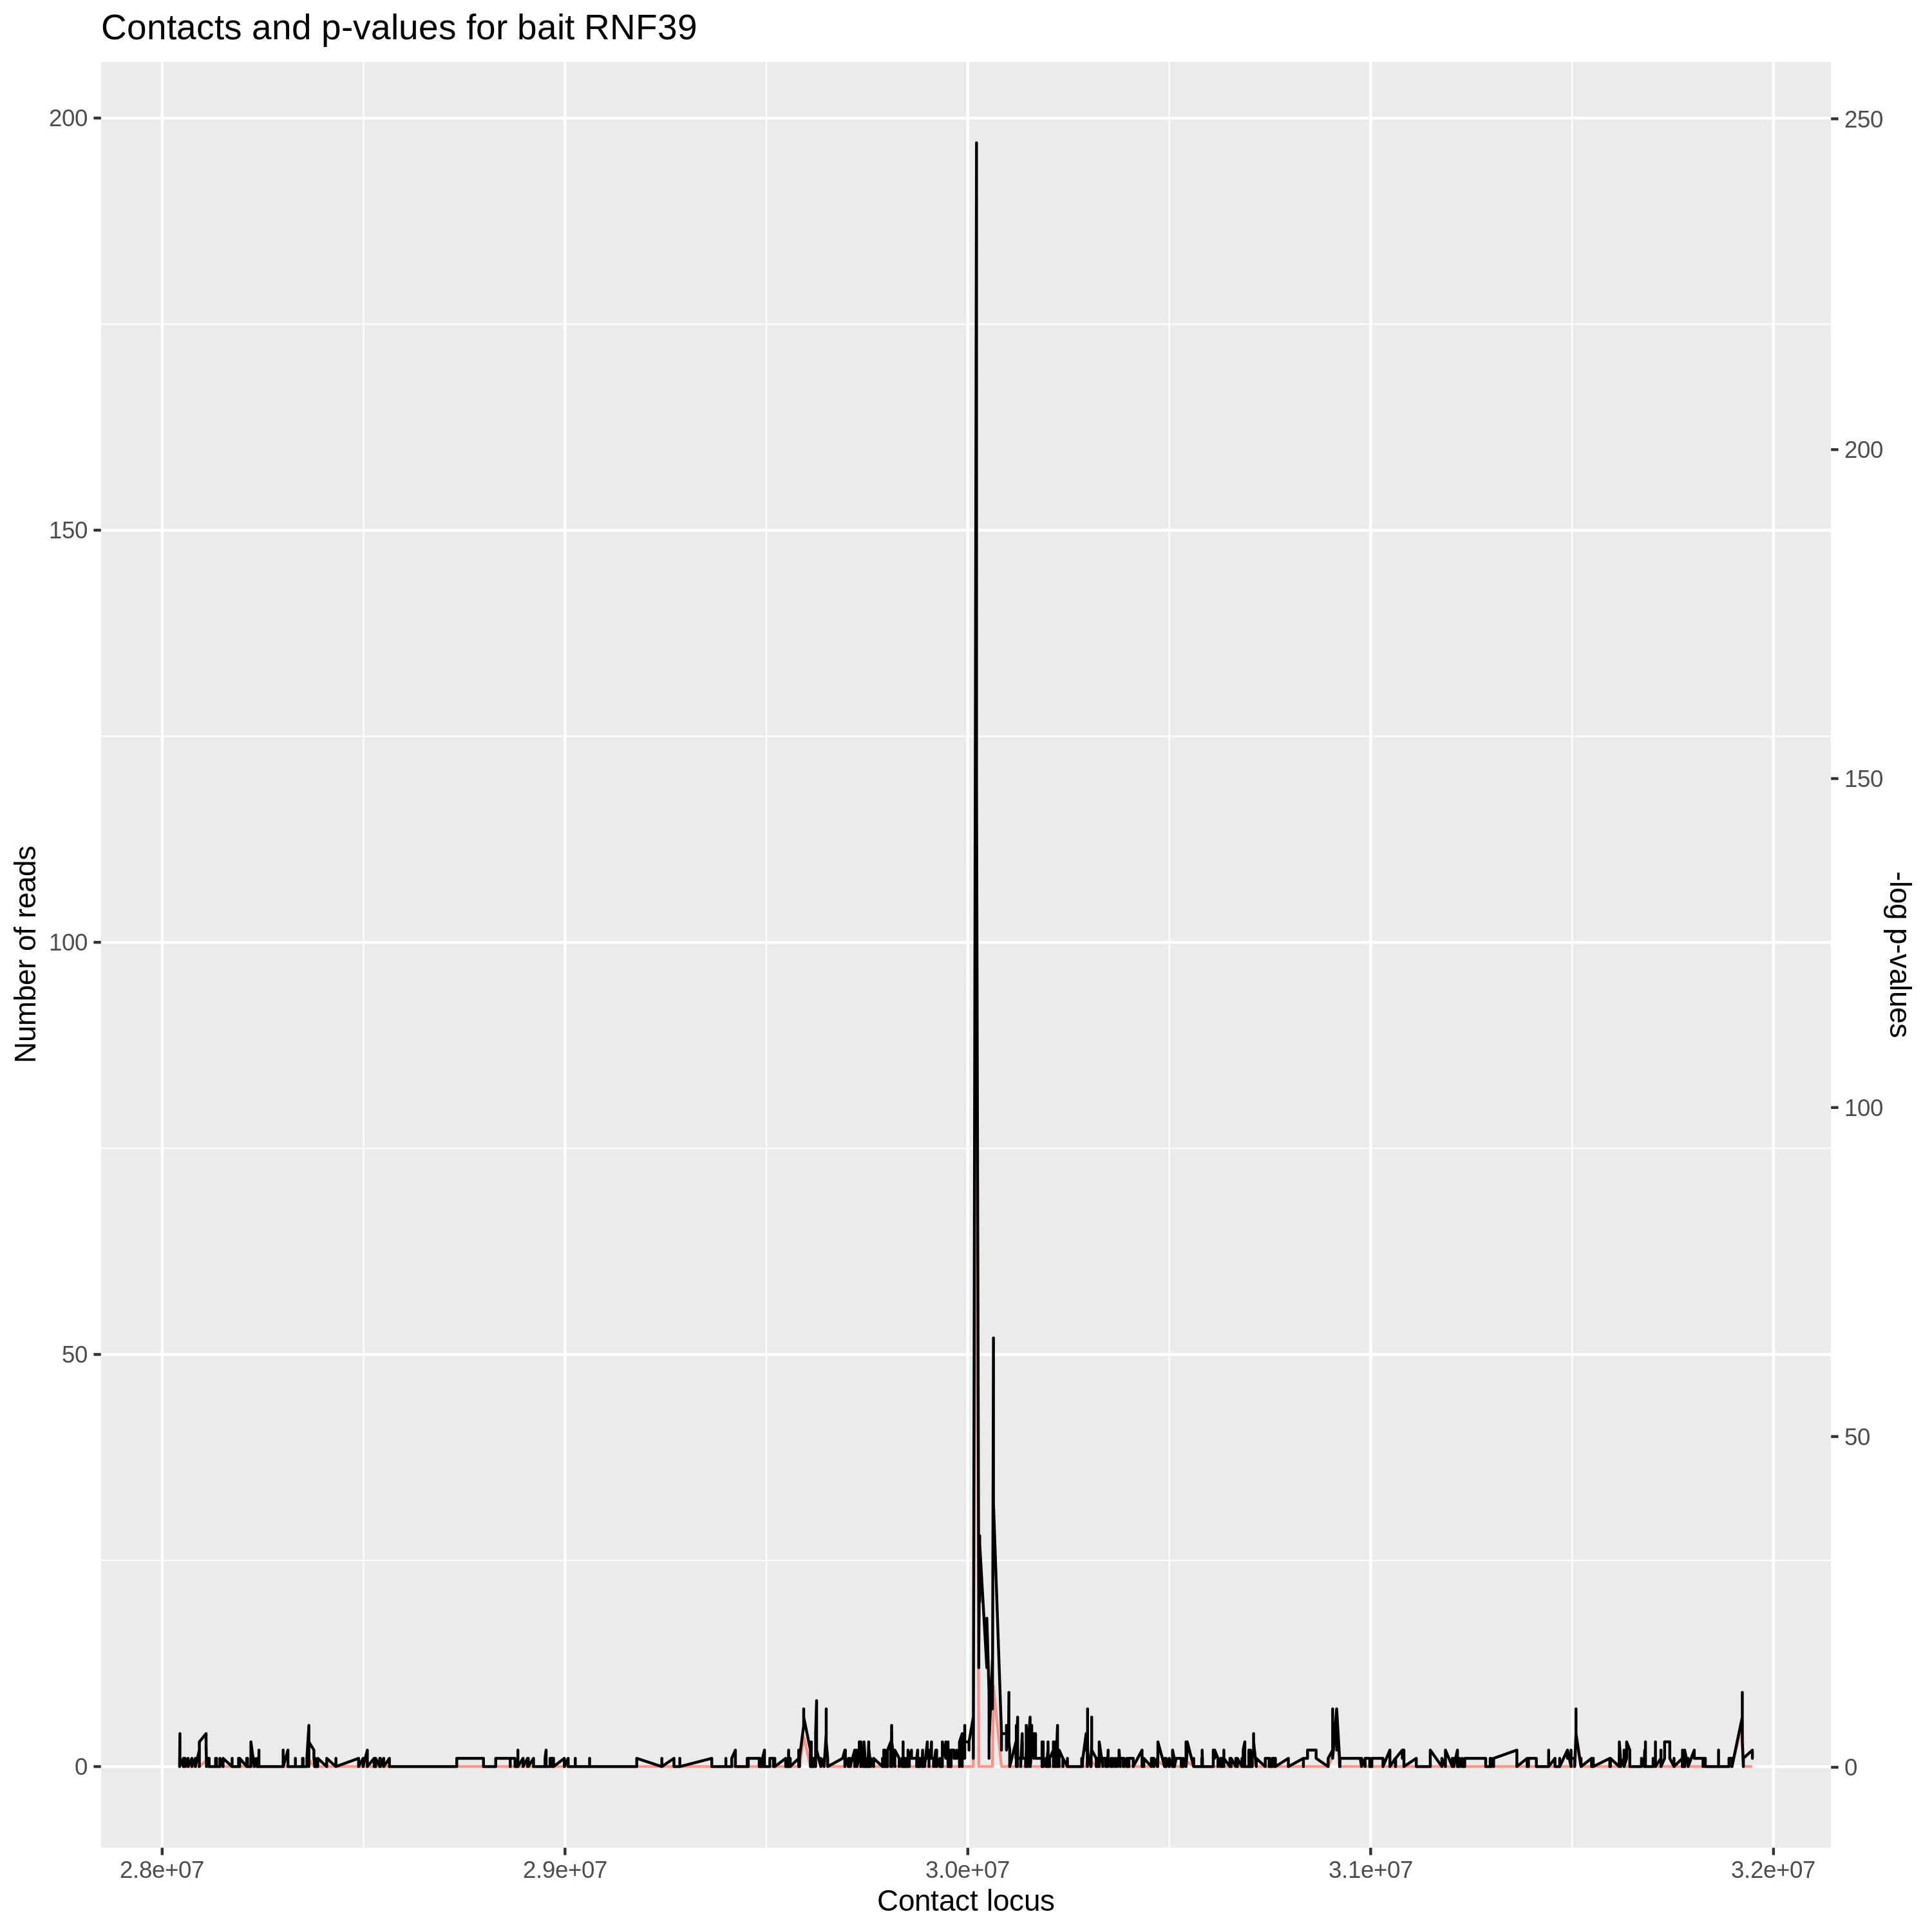 Contacts and p-values for bait RNF39
200
150
100
50
0
Number of reads
250
200
150
100
50
0
-log p-values
2.8e+07
2.9e+07
3.0e+07
3.1e+07
3.2e+07
Contact locus